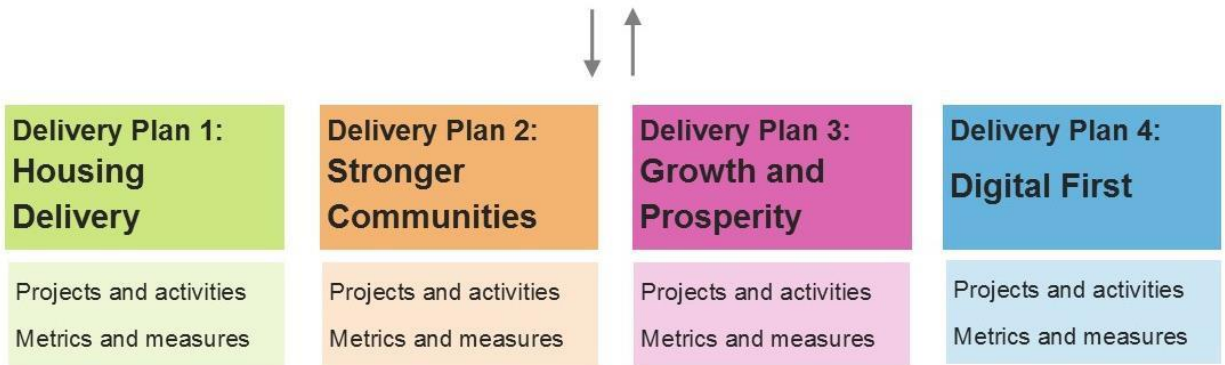 Delivery Plan 1:
Housing
Delivery
Projects and activities
Metrics and measures
Delivery Plan 2:
Stronger
Communities
Projects and activities
Metrics and measures
Delivery Plan 3:
Growth and
Prosperity
Projects and activities
Metrics and measures
Delivery Plan 4:
Digital First
Projects and activities
Metrics and measures